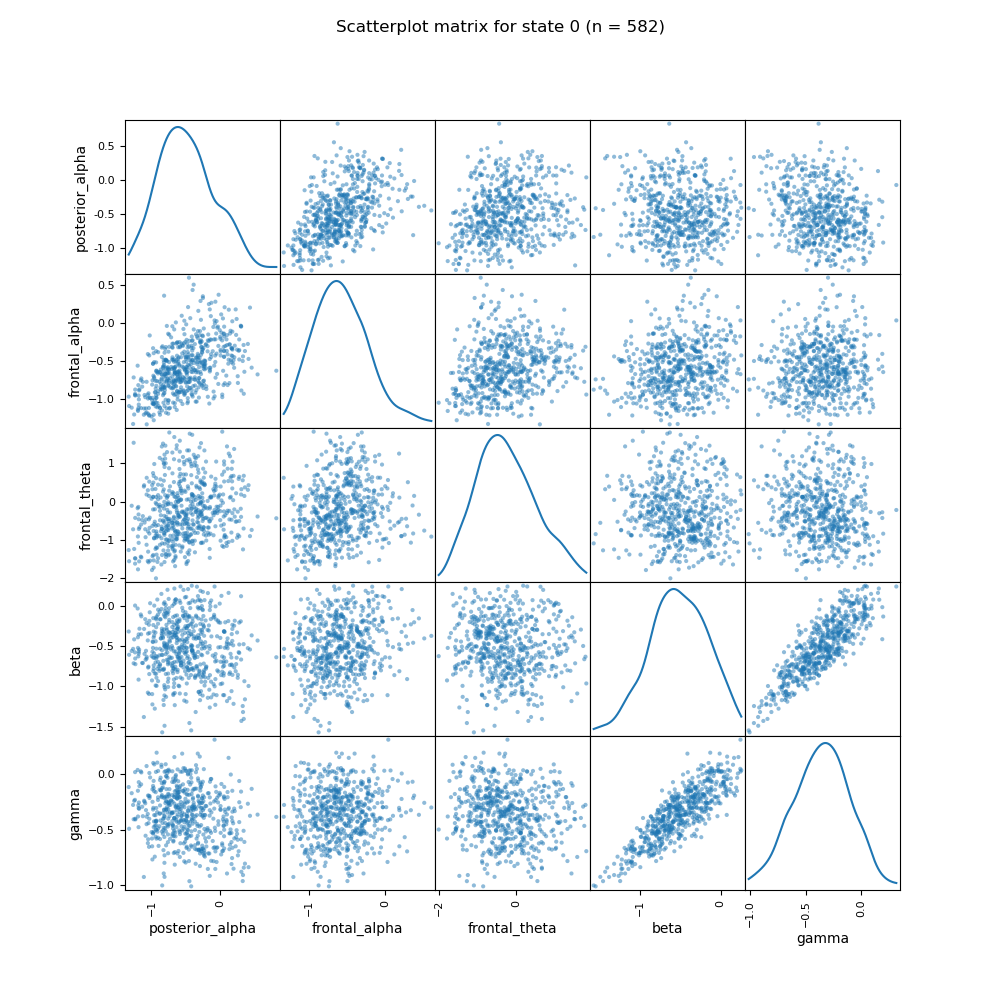 Scatterplot matrix for state 0 (n = 582)
posterior_alpha
0.5
0.0
−0.5
−1.0
frontal_alpha
0.5
0.0
−0.5
−1.0
frontal_theta
1
0
−1
−2
beta
0.0
−0.5
−1.0
−1.5
gamma
0.0
−0.5
−1.0
−1 0 −1 0 −2 0 −1 0 −1.0 −0.5 0.0
posterior_alpha frontal_alpha frontal_theta beta gamma